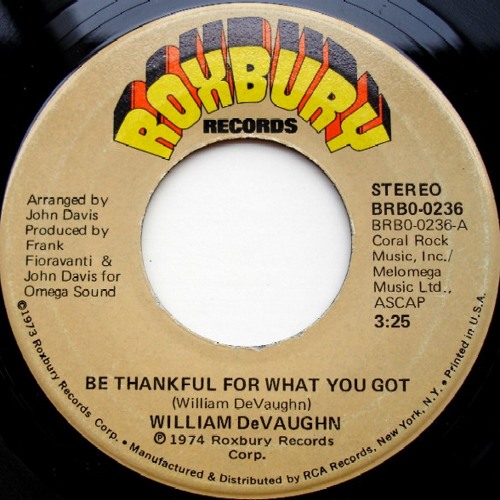 ROXBURY
RECORDS
Arranged by
John Davis
Produced by
Frank
Fioravanti &
John Davis for
Omega Sound
STEREO
BRBO-0236
BRBO-0236-A
Coral Rock
Music, Inc./
Melomega
Music Ltd.,
ASCAP
3:25
BE THANKFUL FOR WHAT YOU GOT
(William DeVaughn)
WILLIAM DeVAUGHN
℗ 1974 Roxbury Records
Corp.
©1973 Roxbury Records Corp. • Manufactured & Distributed by RCA Records, New York, N.Y. • Printed in U.S.A.